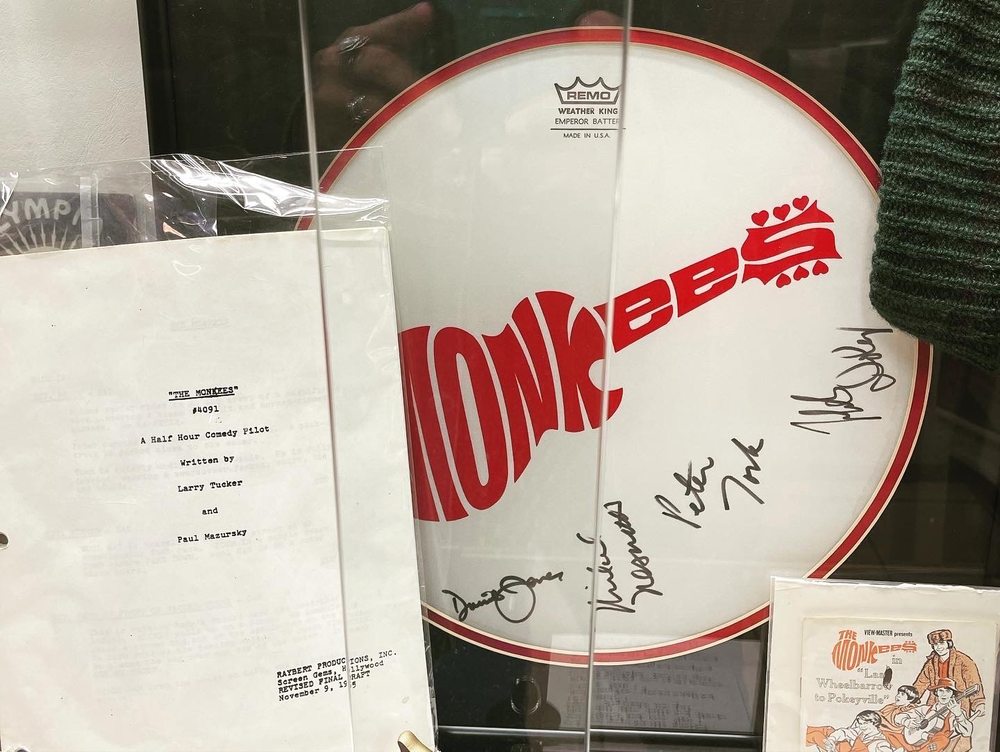 YMPI
"THE MONKEES"
#4091
A Half Hour Comedy Pilot
Written by
Larry Tucker
and
Paul Mazursky
RAYBERT PRODUCTIONS, INC.
Screen Gems, Hollywood
REVISED FINAL DRAFT
November 9, 1965
REMO
WEATHER KING
EMPEROR BATTER
MADE IN U.S.A.
MONKEES
David Jones
Michael Nesmith
Peter Tork
Micky Dolenz
VIEW-MASTER presents
THE
MONKEES
in
"Last
Wheelbarrow
to Pokeyville"